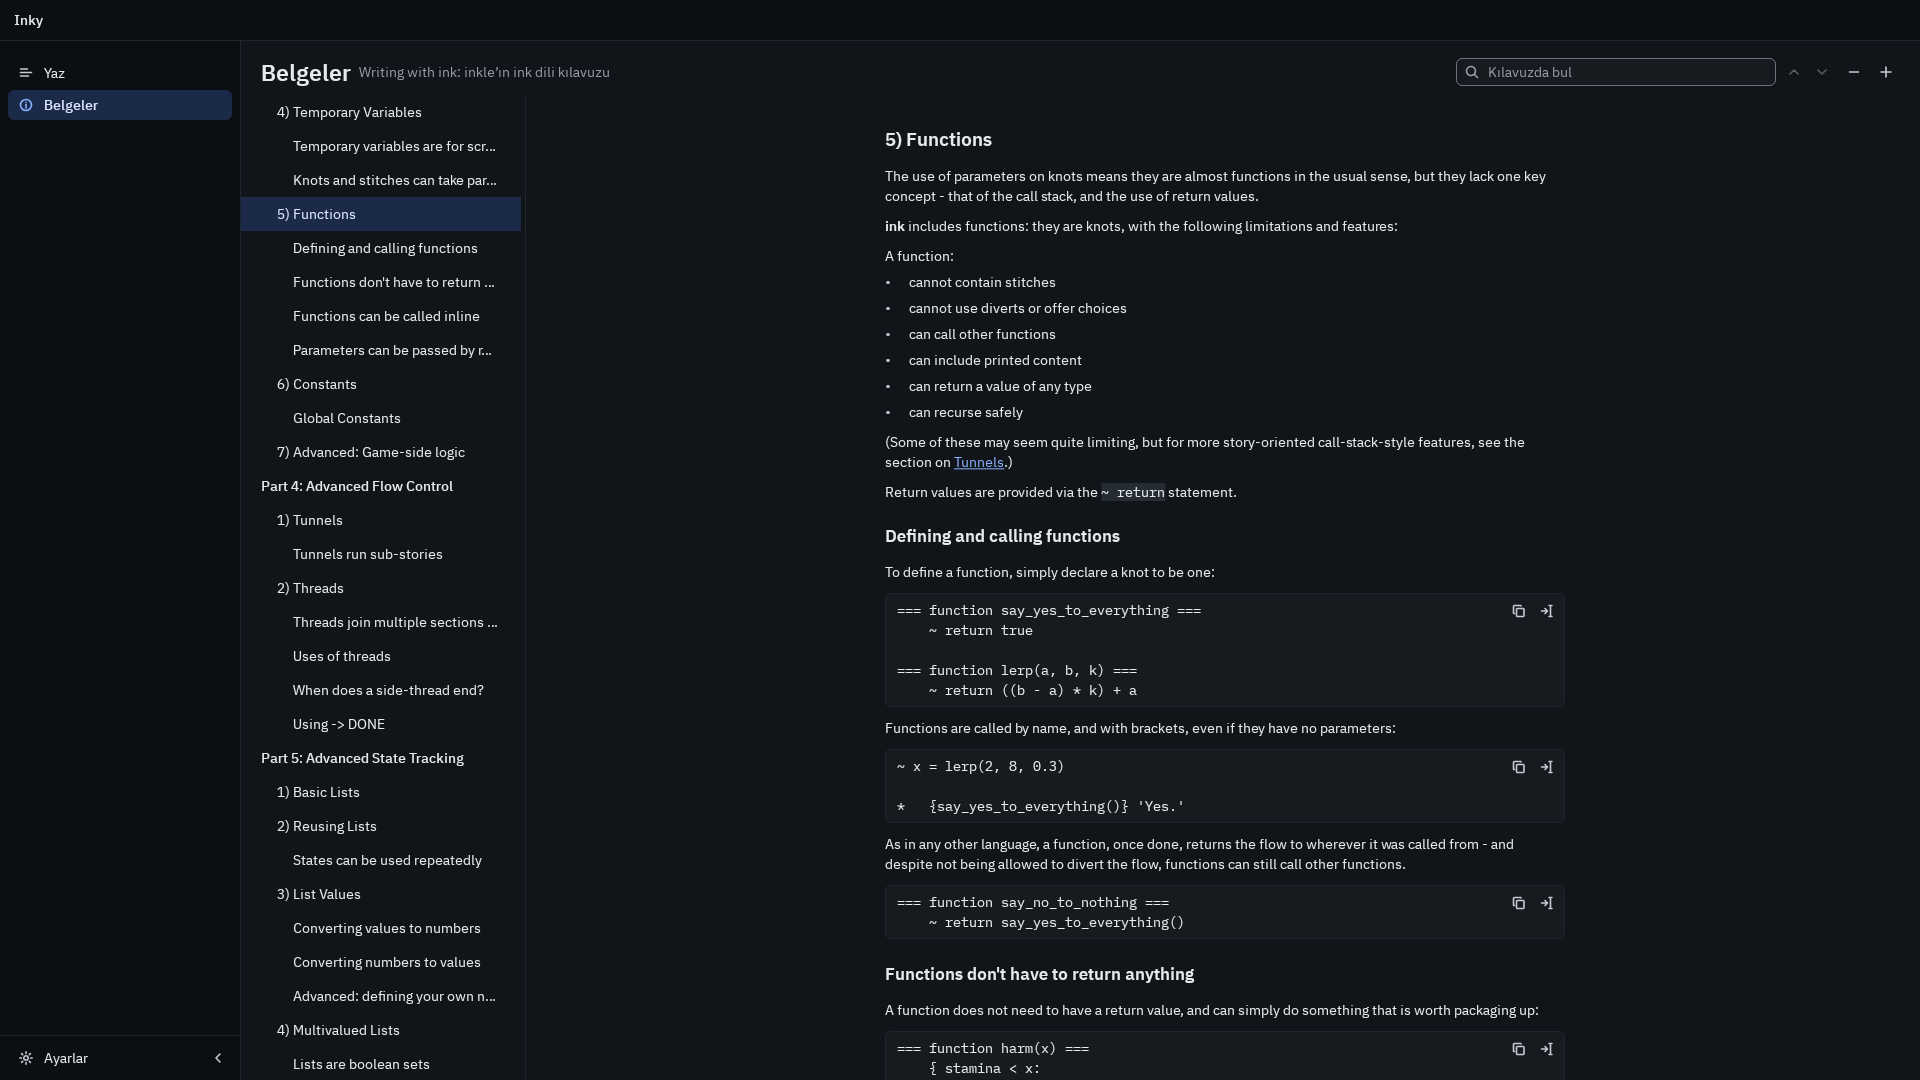 Inky
Yaz
Belgeler
Ayarlar
Belgeler Writing with ink: inkle'ın ink dili kılavuzu
Kılavuzda bul
4) Temporary Variables
Temporary variables are for scr...
Knots and stitches can take par...
5) Functions
Defining and calling functions
Functions don't have to return ...
Functions can be called inline
Parameters can be passed by r...
6) Constants
Global Constants
7) Advanced: Game-side logic
Part 4: Advanced Flow Control
1) Tunnels
Tunnels run sub-stories
2) Threads
Threads join multiple sections ...
Uses of threads
When does a side-thread end?
Using -> DONE
Part 5: Advanced State Tracking
1) Basic Lists
2) Reusing Lists
States can be used repeatedly
3) List Values
Converting values to numbers
Converting numbers to values
Advanced: defining your own n...
4) Multivalued Lists
Lists are boolean sets
5) Functions
The use of parameters on knots means they are almost functions in the usual sense, but they lack one key
concept - that of the call stack, and the use of return values.
ink includes functions: they are knots, with the following limitations and features:
A function:
• cannot contain stitches
• cannot use diverts or offer choices
• can call other functions
• can include printed content
• can return a value of any type
• can recurse safely
(Some of these may seem quite limiting, but for more story-oriented call-stack-style features, see the
section on Tunnels.)
Return values are provided via the ~ return statement.
Defining and calling functions
To define a function, simply declare a knot to be one:
=== function say_yes_to_everything ===
    ~ return true
=== function lerp(a, b, k) ===
    ~ return ((b - a) * k) + a
Functions are called by name, and with brackets, even if they have no parameters:
~ x = lerp(2, 8, 0.3)
*   {say_yes_to_everything()} 'Yes.'
As in any other language, a function, once done, returns the flow to wherever it was called from - and
despite not being allowed to divert the flow, functions can still call other functions.
=== function say_no_to_nothing ===
    ~ return say_yes_to_everything()
Functions don't have to return anything
A function does not need to have a return value, and can simply do something that is worth packaging up:
=== function harm(x) ===
    { stamina < x: